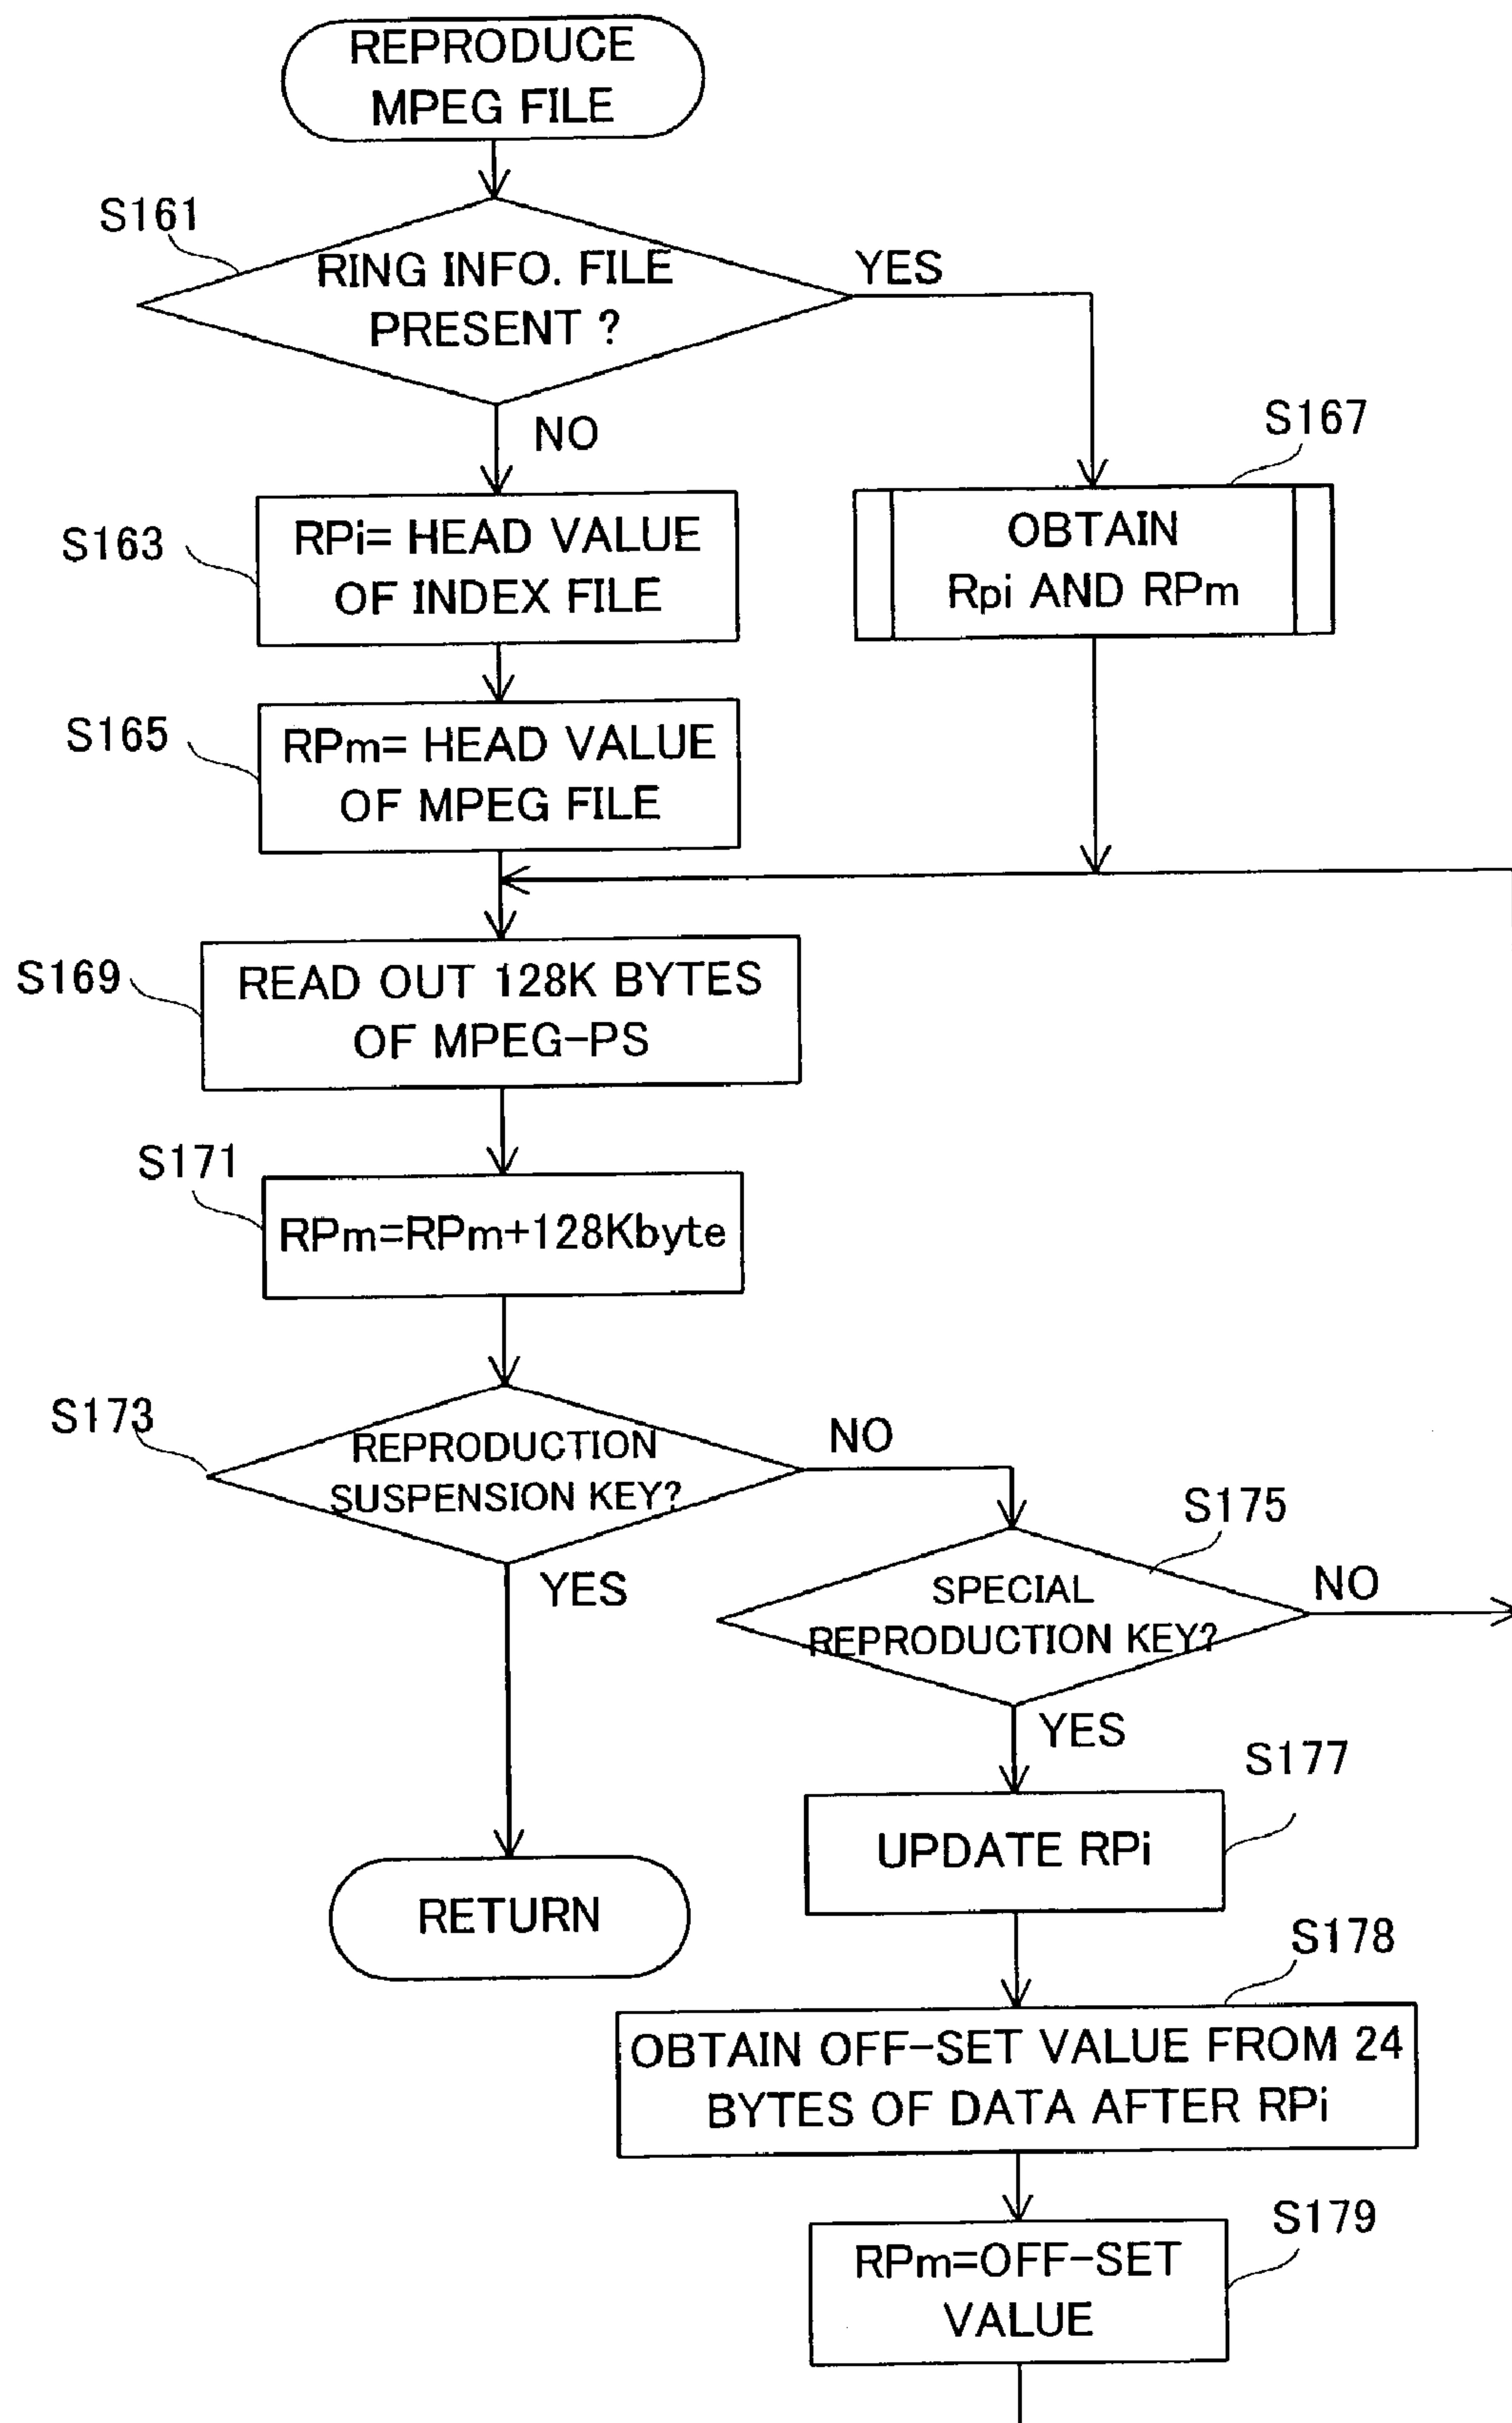 REPRODUCE
MPEG FILE
S161
RING INFO. FILE
PRESENT ?
YES
NO
S167
S163
RPi= HEAD VALUE
OF INDEX FILE
OBTAIN
Rpi AND RPm
S165
RPm= HEAD VALUE
OF MPEG FILE
S169
READ OUT 128K BYTES
OF MPEG-PS
S171
RPm=RPm+128Kbyte
S173
REPRODUCTION
SUSPENSION KEY?
NO
YES
S175
SPECIAL
REPRODUCTION KEY?
NO
YES
S177
UPDATE RPi
RETURN
S178
OBTAIN OFF-SET VALUE FROM 24
BYTES OF DATA AFTER RPi
S179
RPm=OFF-SET
VALUE